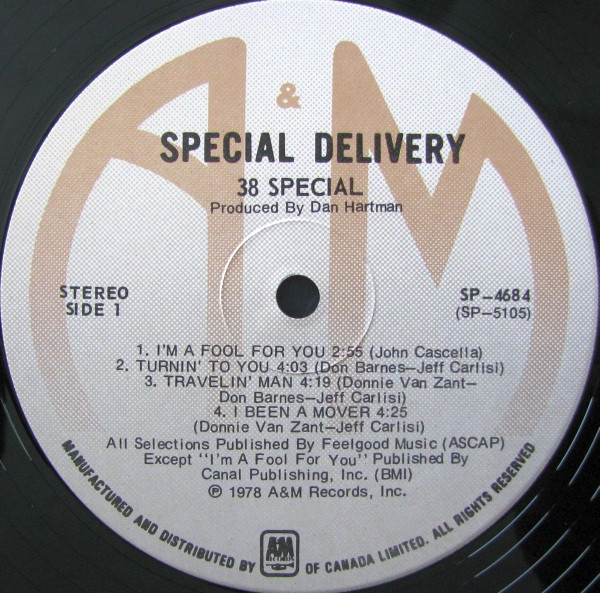 A & M
SPECIAL DELIVERY
38 SPECIAL
Produced By Dan Hartman
STEREO
SIDE 1
SP-4684
(SP-5105)
1. I'M A FOOL FOR YOU 2:55 (John Cascella)
2. TURNIN' TO YOU 4:03 (Don Barnes-Jeff Carlisi)
3. TRAVELIN' MAN 4:19 (Donnie Van Zant-
Don Barnes-Jeff Carlisi)
4. I BEEN A MOVER 4:25
(Donnie Van Zant-Jeff Carlisi)
All Selections Published By Feelgood Music (ASCAP)
Except "I'm A Fool For You" Published By
Canal Publishing, Inc. (BMI)
℗ 1978 A&M Records, Inc.
MANUFACTURED AND DISTRIBUTED BY A&M RECORDS OF CANADA LIMITED. ALL RIGHTS RESERVED